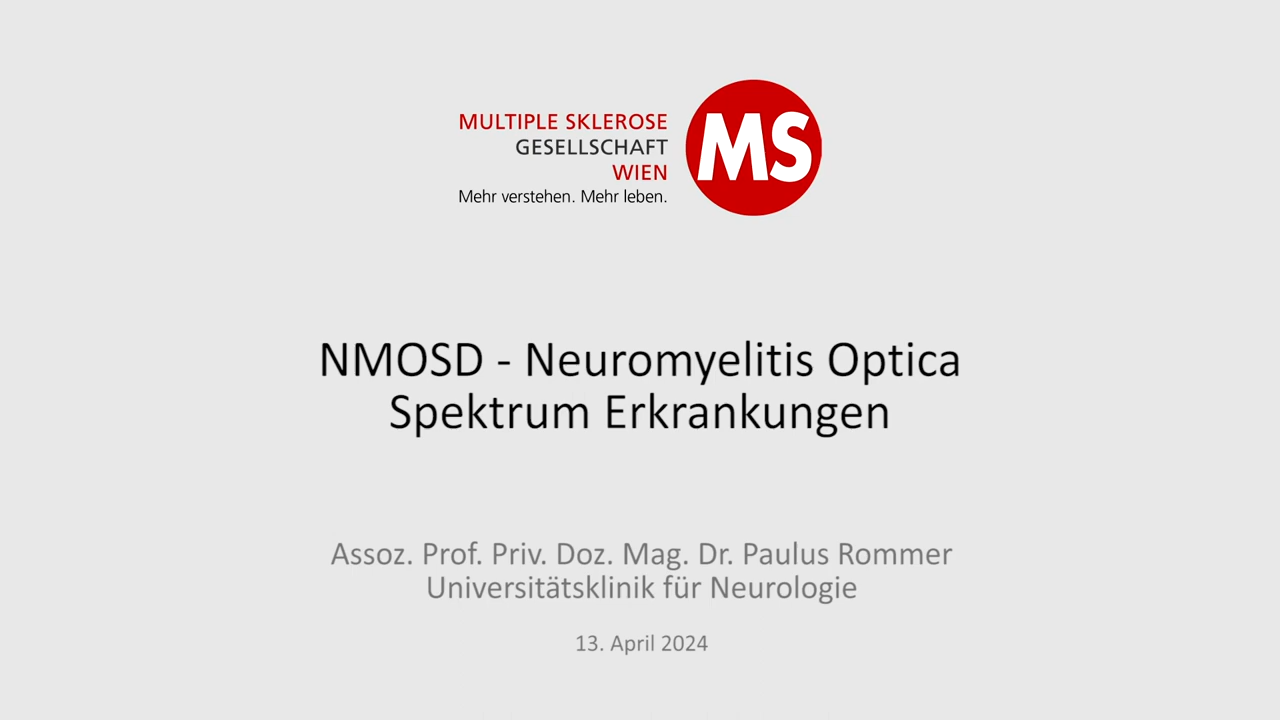 MULTIPLE SKLEROSE
GESELLSCHAFT
WIEN
Mehr verstehen. Mehr leben.
MS
NMOSD - Neuromyelitis Optica
Spektrum Erkrankungen
Assoz. Prof. Priv. Doz. Mag. Dr. Paulus Rommer
Universitätsklinik für Neurologie
13. April 2024